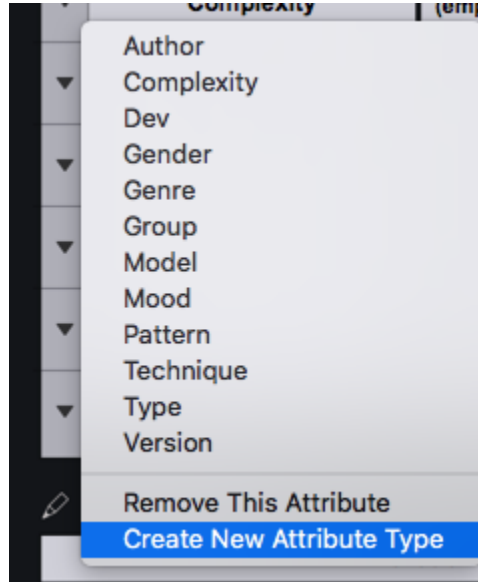 Complexity
Author
Complexity
Dev
Gender
Genre
Group
Model
Mood
Pattern
Technique
Type
Version
Remove This Attribute
Create New Attribute Type